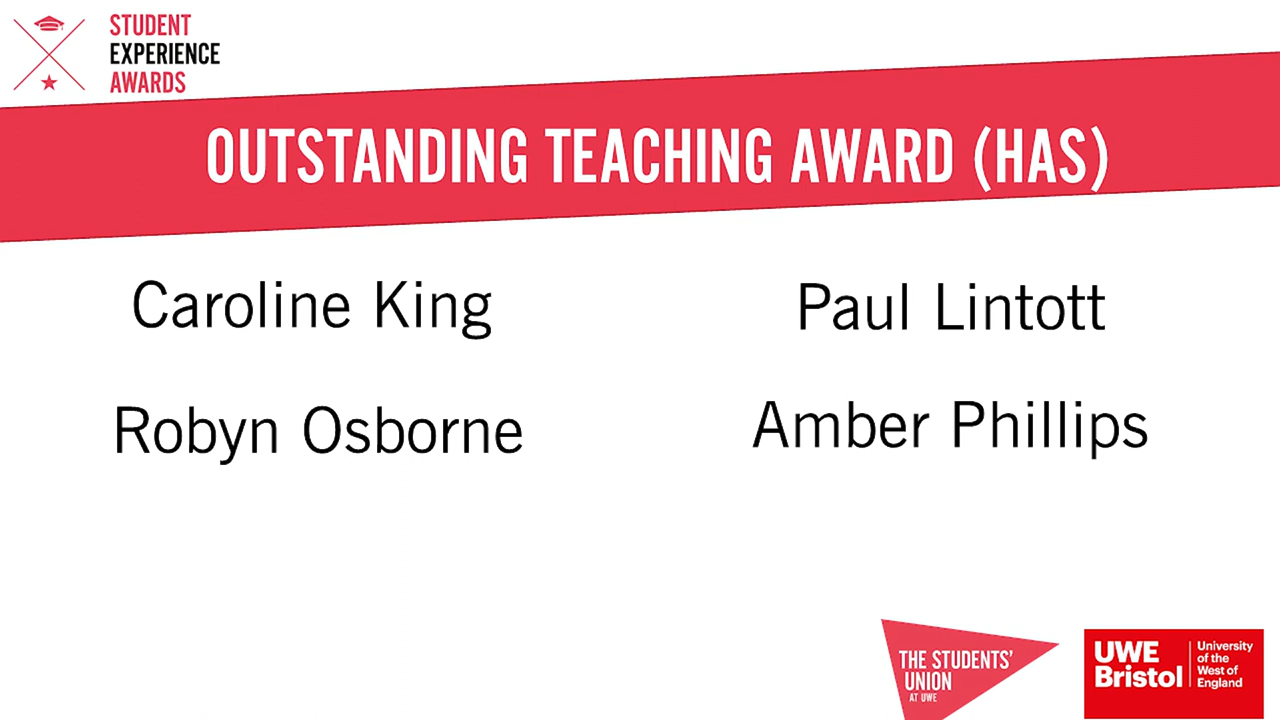 STUDENT
EXPERIENCE
AWARDS
OUTSTANDING TEACHING AWARD (HAS)
Caroline King
Paul Lintott
Robyn Osborne
Amber Phillips
THE STUDENTS'
UNION
AT UWE
UWE
Bristol
University
of the
West of
England